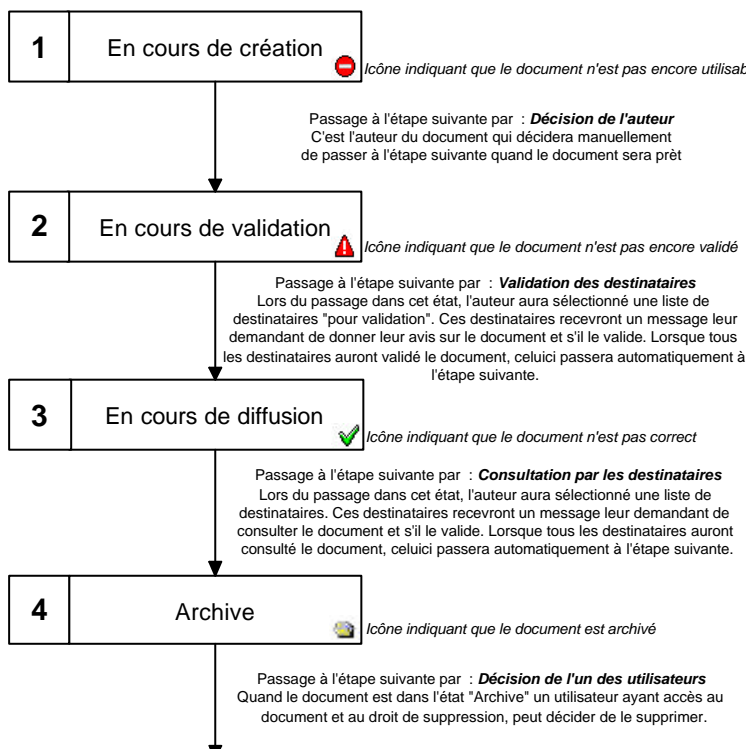 1
En cours de création
Icône indiquant que le document n'est pas encore utilisab
Passage à l'étape suivante par : Décision de l'auteur
C'est l'auteur du document qui décidera manuellement
de passer à l'étape suivante quand le document sera prèt
2
En cours de validation
Icône indiquant que le document n'est pas encore validé
Passage à l'étape suivante par : Validation des destinataires
Lors du passage dans cet état, l'auteur aura sélectionné une liste de
destinataires "pour validation". Ces destinataires recevront un message leur
demandant de donner leur avis sur le document et s'il le valide. Lorsque tous
les destinataires auront validé le document, celuici passera automatiquement à
l'étape suivante.
3
En cours de diffusion
Icône indiquant que le document n'est pas correct
Passage à l'étape suivante par : Consultation par les destinataires
Lors du passage dans cet état, l'auteur aura sélectionné une liste de
destinataires. Ces destinataires recevront un message leur demandant de
consulter le document et s'il le valide. Lorsque tous les destinataires auront
consulté le document, celuici passera automatiquement à l'étape suivante.
4
Archive
Icône indiquant que le document est archivé
Passage à l'étape suivante par : Décision de l'un des utilisateurs
Quand le document est dans l'état "Archive" un utilisateur ayant accès au
document et au droit de suppression, peut décider de le supprimer.